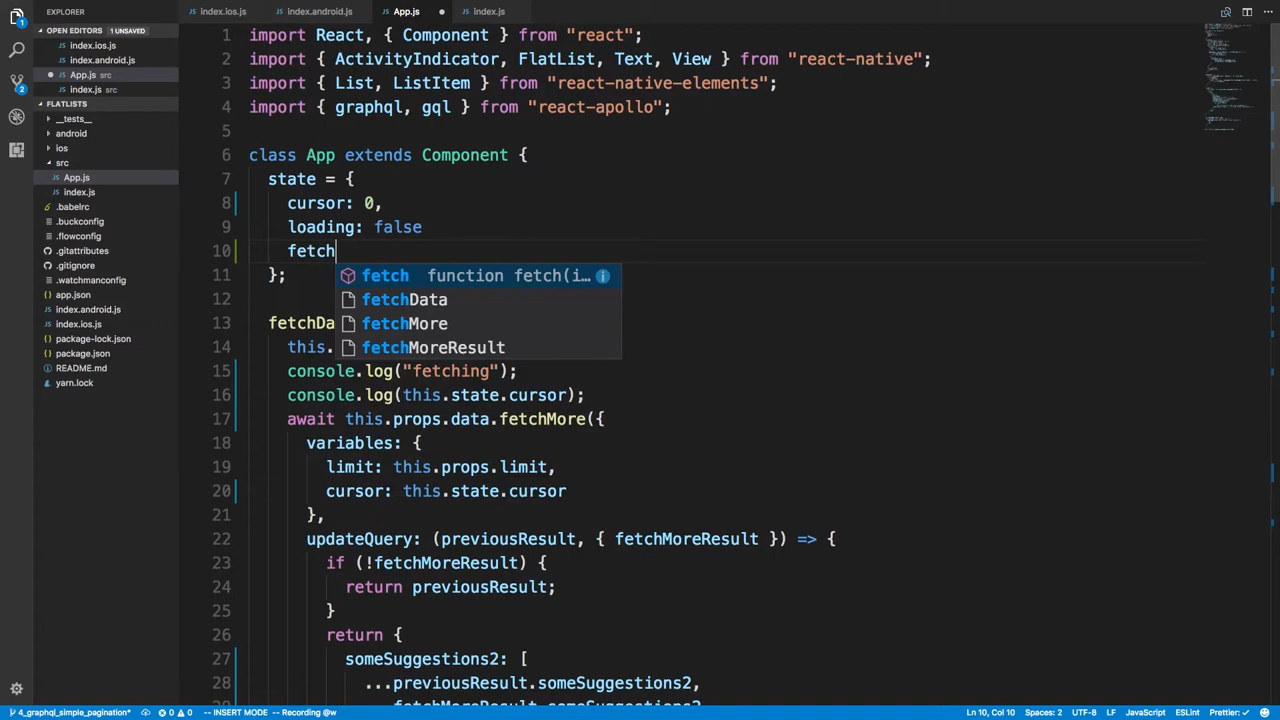 EXPLORER
index.ios.js
index.android.js
App.js
index.js
OPEN EDITORS 1 UNSAVED
index.ios.js
index.android.js
App.js src
index.js
FLATLISTS
__tests__
android
ios
src
App.js
index.js
.babelrc
.buckconfig
.flowconfig
.gitattributes
.gitignore
.watchmanconfig
app.json
index.android.js
index.ios.js
package-lock.json
package.json
README.md
yarn.lock
1
2
1 import React, { Component } from "react";
2 import { ActivityIndicator, FlatList, Text, View } from "react-native";
3 import { List, ListItem } from "react-native-elements";
4 import { graphql, gql } from "react-apollo";
5
6 class App extends Component {
7 state = {
8 cursor: 0,
9 loading: false
10 fetch
fetch function fetch(i…
fetchData
fetchMore
fetchMoreResult
11 };
12
13 fetchDa
14 this.
15 console.log("fetching");
16 console.log(this.state.cursor);
17 await this.props.data.fetchMore({
18 variables: {
19 limit: this.props.limit,
20 cursor: this.state.cursor
21 },
22 updateQuery: (previousResult, { fetchMoreResult }) => {
23 if (!fetchMoreResult) {
24 return previousResult;
25 }
26 return {
27 someSuggestions2: [
28 ...previousResult.someSuggestions2,
4_graphql_simple_pagination* 0 0 -- INSERT MODE -- Recording @w Ln 10, Col 10 Spaces: 2 UTF-8 LF JavaScript ESLint Prettier: ✓